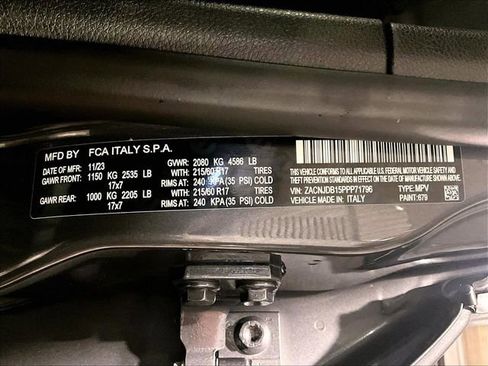 MFD BY FCA ITALY S.P.A.
DATE OF MFR: 11/23 GVWR: 2080 KG 4586 LB
GAWR FRONT: 1150 KG 2535 LB WITH: 215/60 R17 TIRES
17x7 RIMS AT: 240 KPA (35 PSI) COLD
GAWR REAR: 1000 KG 2205 LB WITH: 215/60 R17 TIRES
17x7 RIMS AT: 240 KPA (35 PSI) COLD
THIS VEHICLE CONFORMS TO ALL APPLICABLE U.S. FEDERAL MOTOR VEHICLE
SAFETY, BUMPER AND THEFT PREVENTION STANDARDS IN EFFECT
ON THE DATE OF MANUFACTURE SHOWN ABOVE.
VIN: ZACNJDB15PPP71796 TYPE: MPV
VEHICLE MADE IN: ITALY PAINT: 679